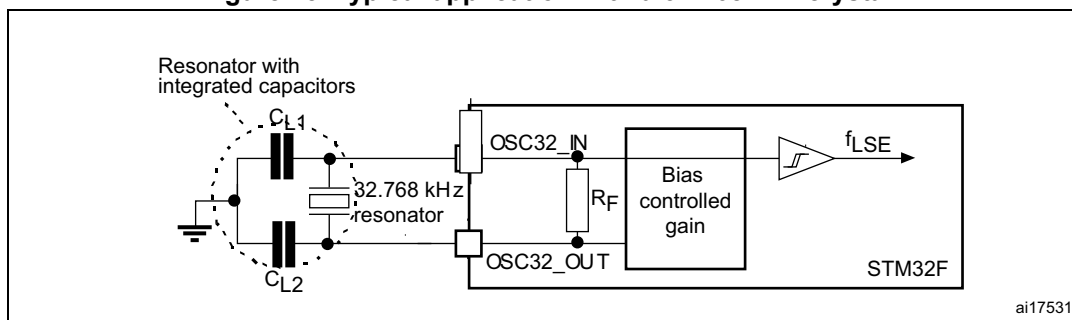 Resonator with
integrated capacitors
CL1
OSC32_IN
fLSE
32.768 kHz
resonator
RF
Bias
controlled
gain
OSC32_OUT
STM32F
CL2
ai17531